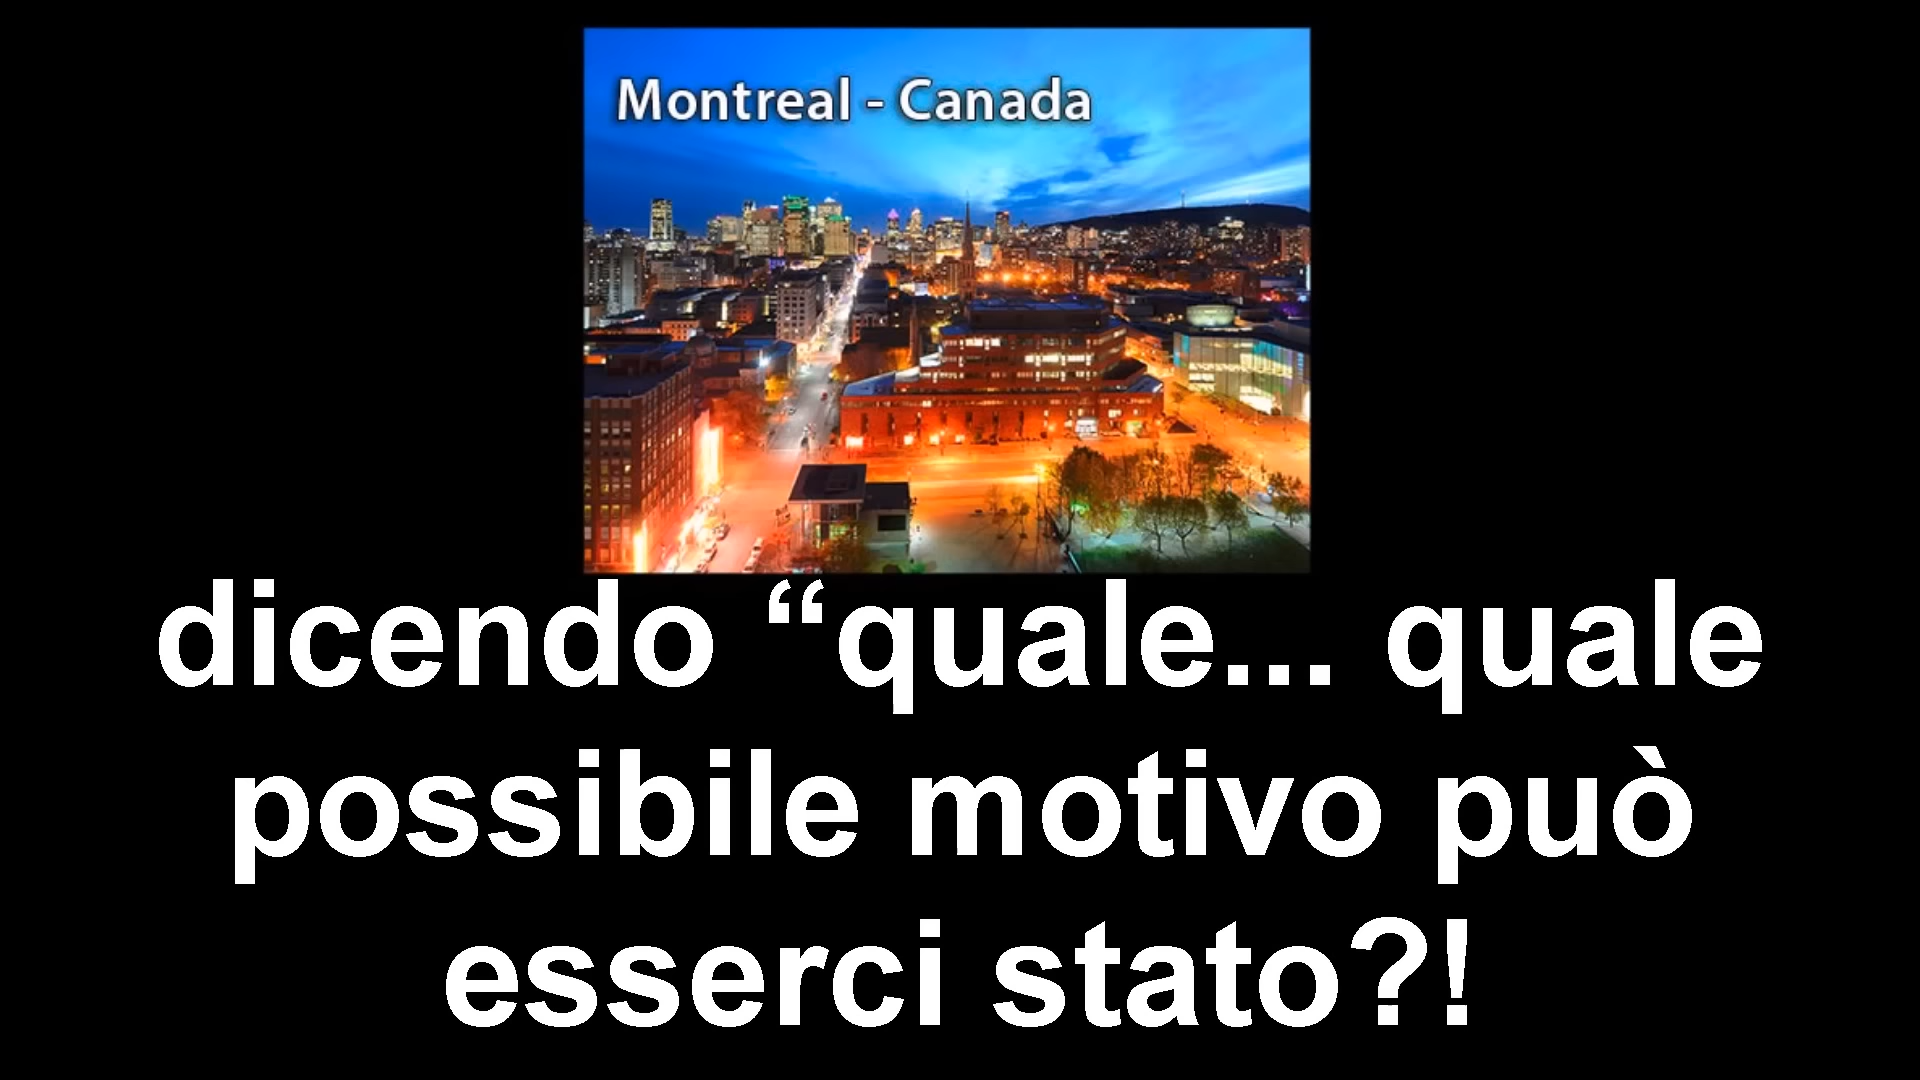 Montreal - Canada
dicendo “quale... quale
possibile motivo può
esserci stato?!